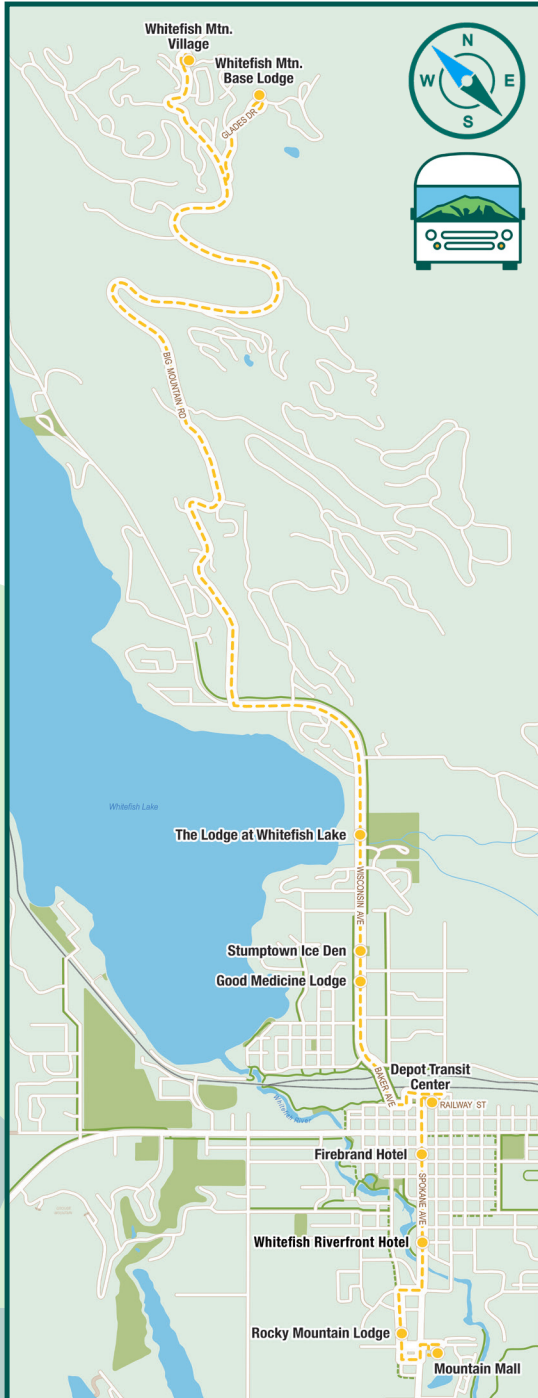 Whitefish Mtn.
Village
Whitefish Mtn.
Base Lodge
N
W
E
S
GLADES DR
BIG MOUNTAIN RD
Whitefish Lake
The Lodge at Whitefish Lake
WISCONSIN AVE
Stumptown Ice Den
Good Medicine Lodge
BAKER AVE
Depot Transit
Center
RAILWAY ST
Whitefish River
Firebrand Hotel
SPOKANE AVE
Whitefish Riverfront Hotel
Rocky Mountain Lodge
Mountain Mall